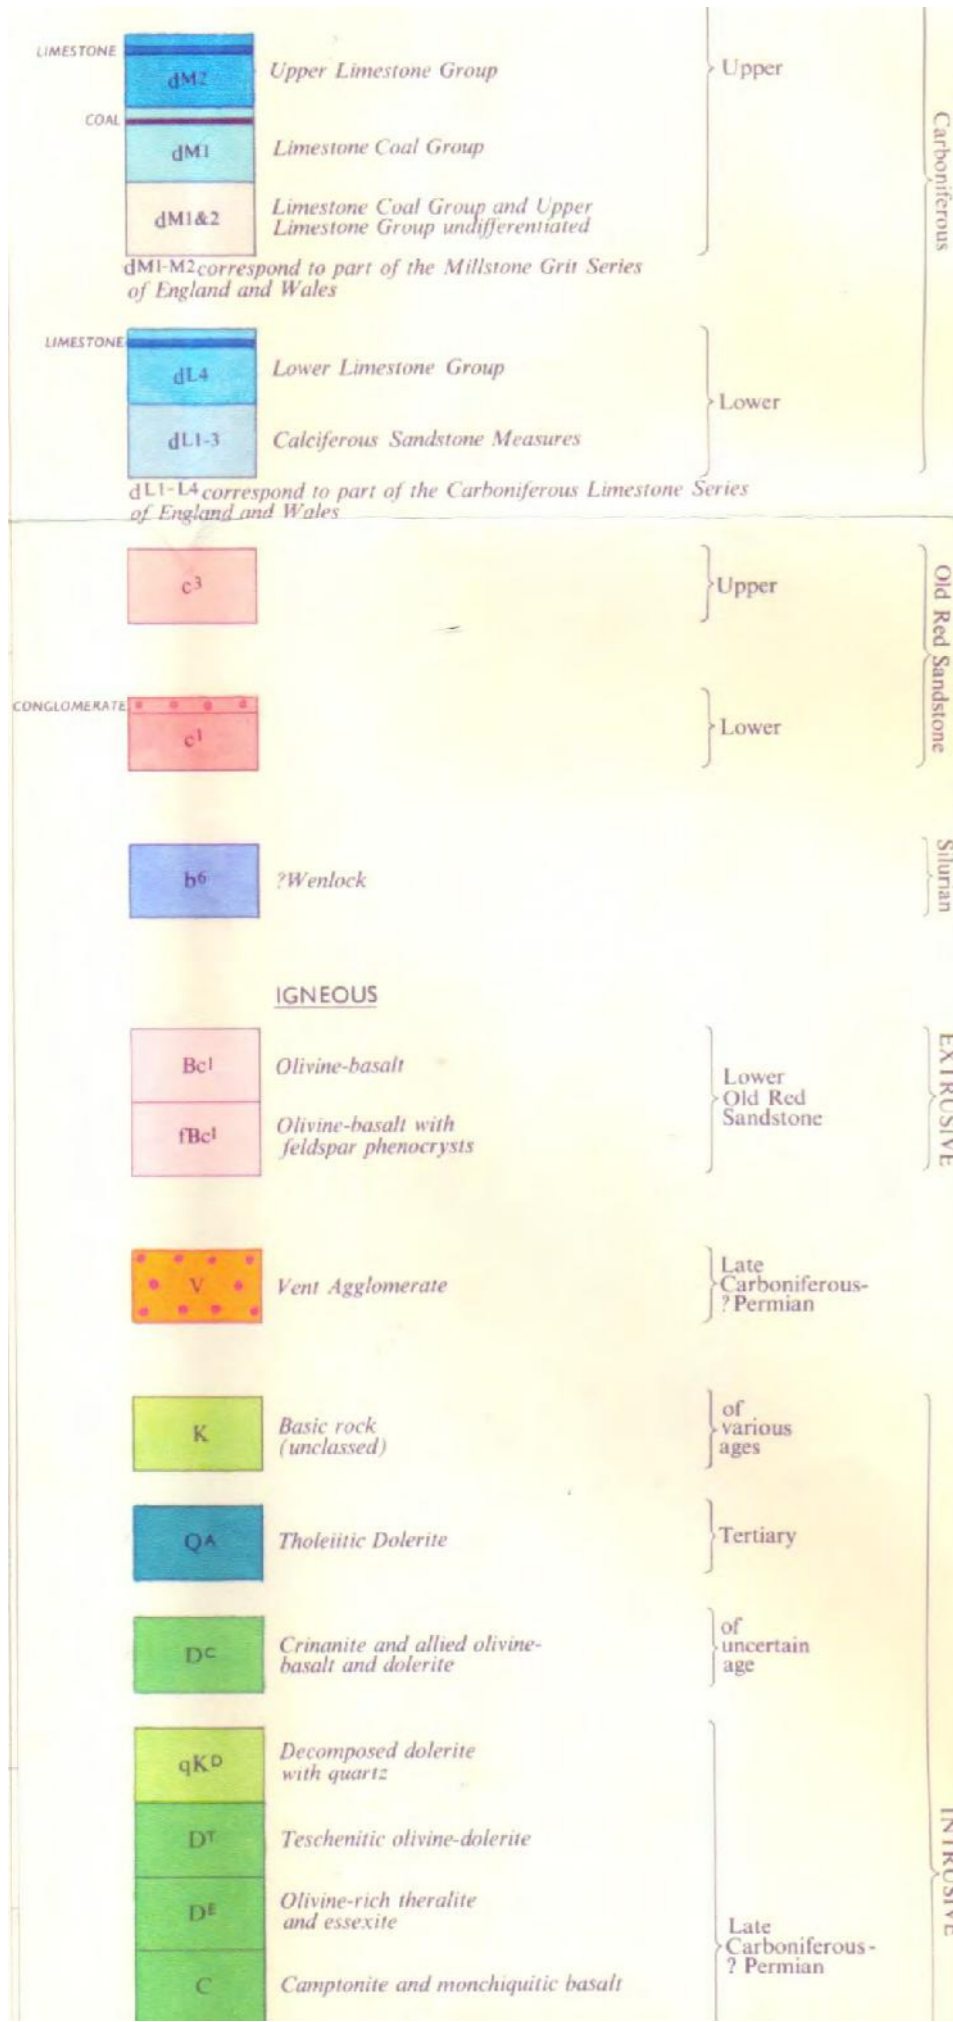 LIMESTONE
dM2
Upper Limestone Group
Upper
COAL
dM1
Limestone Coal Group
dM1&2
Limestone Coal Group and Upper
Limestone Group undifferentiated
dM1-M2 correspond to part of the Millstone Grit Series
of England and Wales
Carboniferous
LIMESTONE
dL4
Lower Limestone Group
Lower
dL1-3
Calciferous Sandstone Measures
dL1-L4 correspond to part of the Carboniferous Limestone Series
of England and Wales
c3
Upper
Old Red Sandstone
CONGLOMERATE
c1
Lower
b6
?Wenlock
Silurian
IGNEOUS
Bc1
Olivine-basalt
fBc1
Olivine-basalt with
feldspar phenocrysts
Lower
Old Red
Sandstone
EXTRUSIVE
V
Vent Agglomerate
Late
Carboniferous-
? Permian
K
Basic rock
(unclassed)
of
various
ages
QA
Tholeiitic Dolerite
Tertiary
DC
Crinanite and allied olivine-
basalt and dolerite
of
uncertain
age
qKD
Decomposed dolerite
with quartz
DT
Teschenitic olivine-dolerite
DE
Olivine-rich theralite
and essexite
C
Camptonite and monchiquitic basalt
Late
Carboniferous-
? Permian
INTRUSIVE